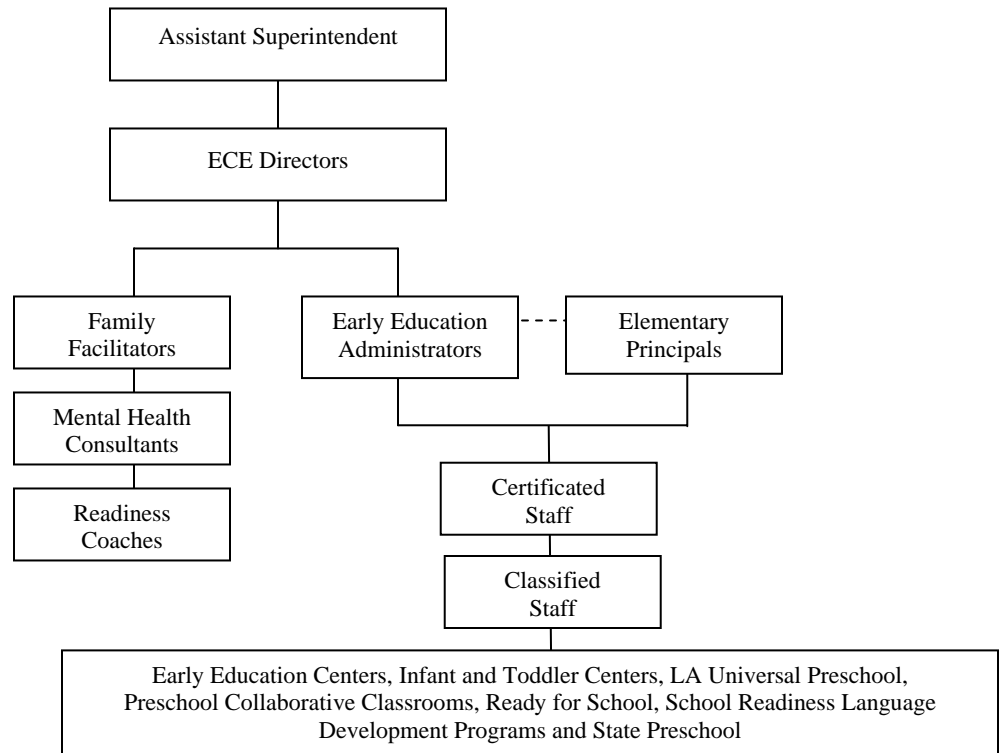 Assistant Superintendent
ECE Directors
Family
Facilitators
Early Education
Administrators
Elementary
Principals
Mental Health
Consultants
Readiness
Coaches
Certificated
Staff
Classified
Staff
Early Education Centers, Infant and Toddler Centers, LA Universal Preschool,
Preschool Collaborative Classrooms, Ready for School, School Readiness Language
Development Programs and State Preschool